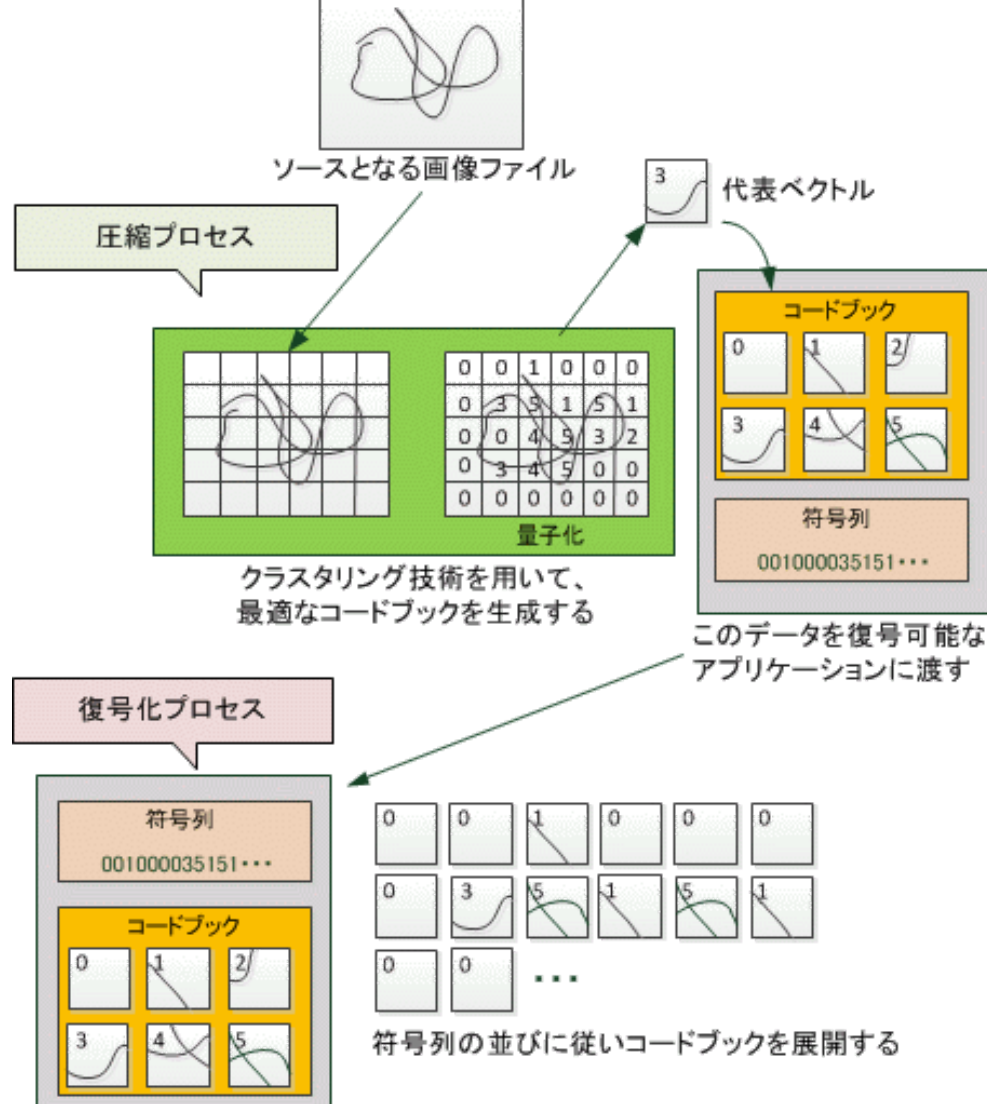 ソースとなる画像ファイル
3
代表ベクトル
圧縮プロセス
コードブック
0 1 2
3 4 5
符号列
001000035151・・・
0 0 1 0 0 0
0 3 5 1 5 1
0 0 4 5 3 2
0 3 4 5 0 0
0 0 0 0 0 0
量子化
クラスタリング技術を用いて、
最適なコードブックを生成する
このデータを復号可能な
アプリケーションに渡す
復号化プロセス
符号列
001000035151・・・
コードブック
0 1 2
3 4 5
0 0 1 0 0 0
0 3 5 1 5 1
0 0 ・・・
符号列の並びに従いコードブックを展開する